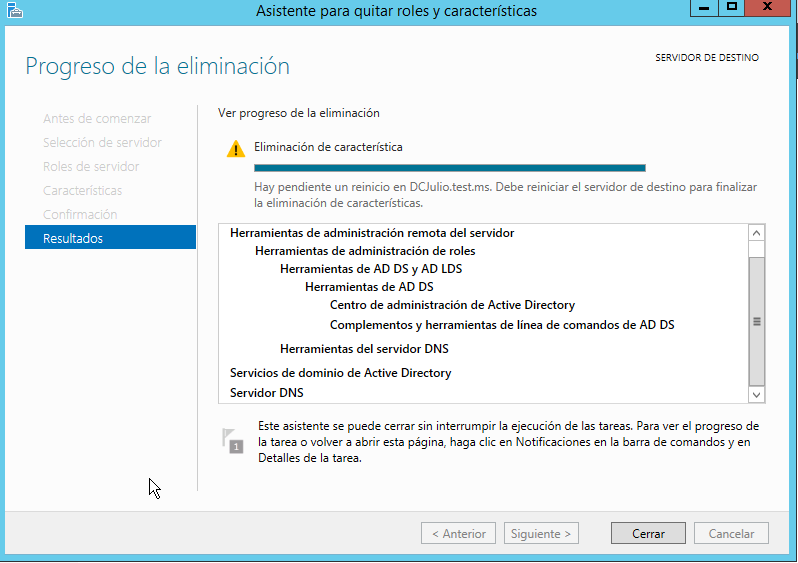 Asistente para quitar roles y características
Progreso de la eliminación
SERVIDOR DE DESTINO
Antes de comenzar
Selección de servidor
Roles de servidor
Características
Confirmación
Resultados
Ver progreso de la eliminación
Eliminación de característica
Hay pendiente un reinicio en DCJulio.test.ms. Debe reiniciar el servidor de destino para finalizar
la eliminación de características.
Herramientas de administración remota del servidor
Herramientas de administración de roles
Herramientas de AD DS y AD LDS
Herramientas de AD DS
Centro de administración de Active Directory
Complementos y herramientas de línea de comandos de AD DS
Herramientas del servidor DNS
Servicios de dominio de Active Directory
Servidor DNS
1
Este asistente se puede cerrar sin interrumpir la ejecución de las tareas. Para ver el progreso de
la tarea o volver a abrir esta página, haga clic en Notificaciones en la barra de comandos y en
Detalles de la tarea.
< Anterior
Siguiente >
Cerrar
Cancelar